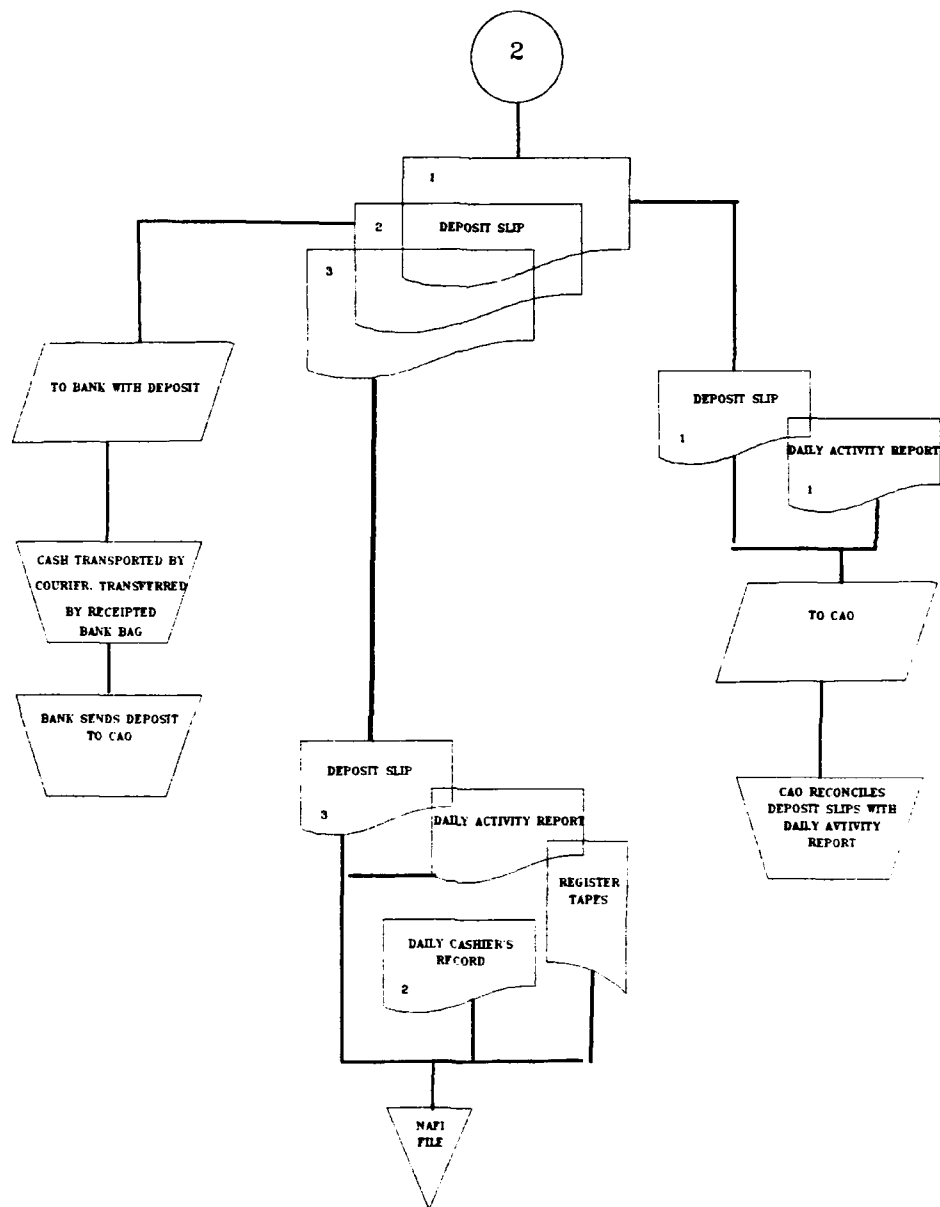 2
1
2
DEPOSIT SLIP
3
TO BANK WITH DEPOSIT
DEPOSIT SLIP
1
DAILY ACTIVITY REPORT
1
CASH TRANSPORTED BY
COURIER. TRANSFERRED
BY RECEIPTED
BANK BAG
TO CAO
BANK SENDS DEPOSIT
TO CAO
DEPOSIT SLIP
3
DAILY ACTIVITY REPORT
CAO RECONCILES
DEPOSIT SLIPS WITH
DAILY AVTIVITY
REPORT
REGISTER
TAPES
DAILY CASHIER'S
RECORD
2
NAFI
FILE